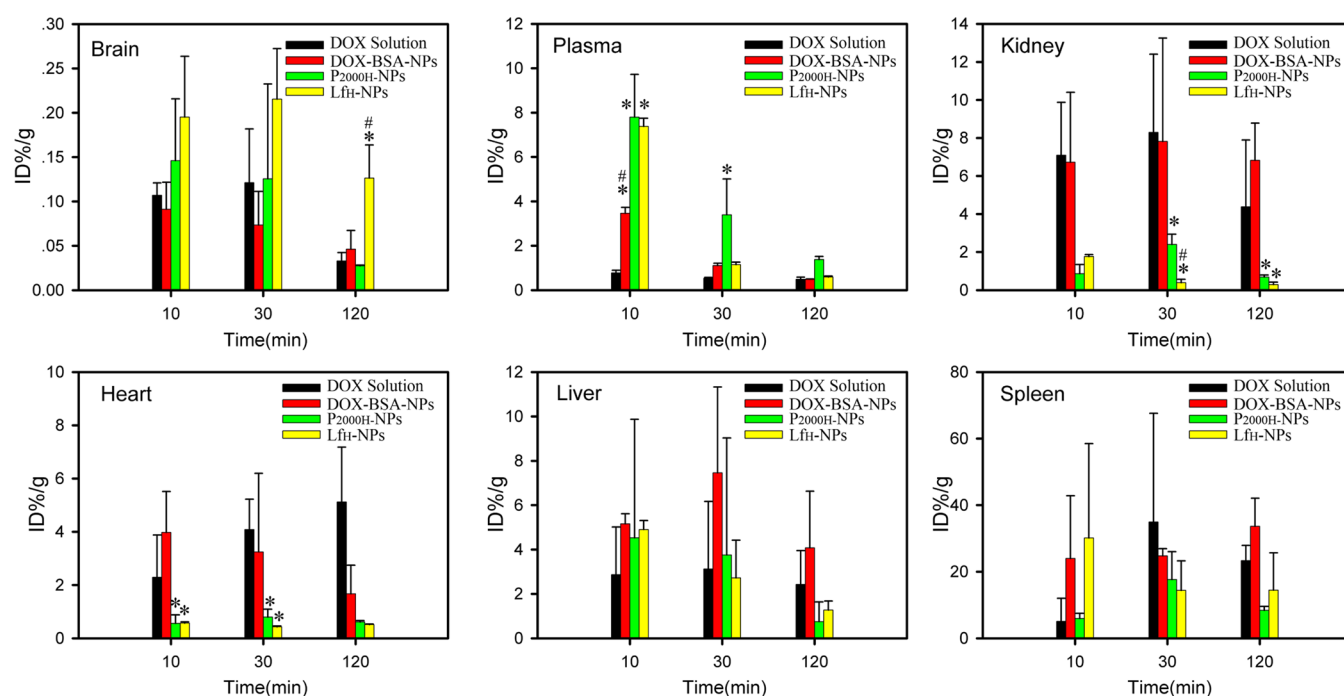 Brain
DOX Solution
DOX-BSA-NPs
P2000H-NPs
LfH-NPs
ID%/g
.30
.25
.20
.15
.10
.05
0.00
# 
*
10 30 120
Time(min)
Plasma
DOX Solution
DOX-BSA-NPs
P2000H-NPs
LfH-NPs
ID%/g
12
10
8
6
4
2
0
* *
#
*
*
10 30 120
Time(min)
Kidney
DOX Solution
DOX-BSA-NPs
P2000H-NPs
LfH-NPs
ID%/g
14
12
10
8
6
4
2
0
*
#
*
* *
10 30 120
Time(min)
Heart
DOX Solution
DOX-BSA-NPs
P2000H-NPs
LfH-NPs
ID%/g
10
8
6
4
2
0
* *
* *
10 30 120
Time(min)
Liver
DOX Solution
DOX-BSA-NPs
P2000H-NPs
LfH-NPs
ID%/g
12
10
8
6
4
2
0
10 30 120
Time(min)
Spleen
DOX Solution
DOX-BSA-NPs
P2000H-NPs
LfH-NPs
ID%/g
80
60
40
20
0
10 30 120
Time(min)